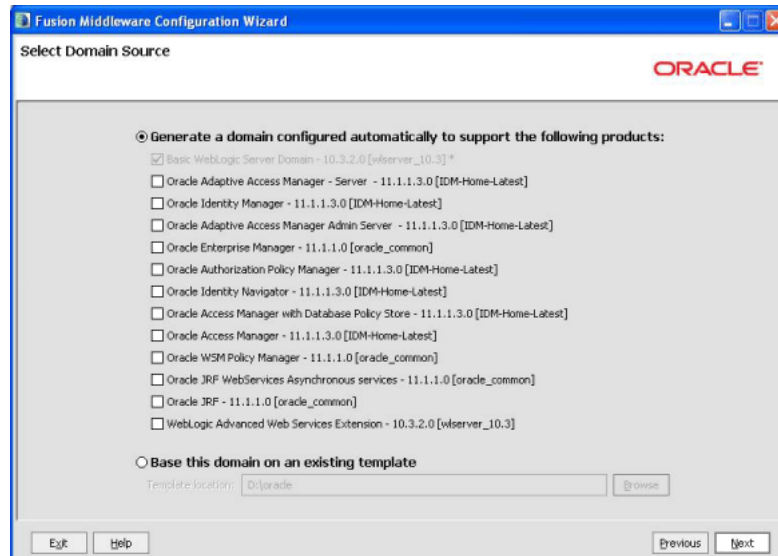 Fusion Middleware Configuration Wizard
Select Domain Source
ORACLE
Generate a domain configured automatically to support the following products:
Basic WebLogic Server Domain - 10.3.2.0 [wlserver_10.3] *
Oracle Adaptive Access Manager - Server - 11.1.1.3.0 [IDM-Home-Latest]
Oracle Identity Manager - 11.1.1.3.0 [IDM-Home-Latest]
Oracle Adaptive Access Manager Admin Server - 11.1.1.3.0 [IDM-Home-Latest]
Oracle Enterprise Manager - 11.1.1.0 [oracle_common]
Oracle Authorization Policy Manager - 11.1.1.3.0 [IDM-Home-Latest]
Oracle Identity Navigator - 11.1.1.3.0 [IDM-Home-Latest]
Oracle Access Manager with Database Policy Store - 11.1.1.3.0 [IDM-Home-Latest]
Oracle Access Manager - 11.1.1.3.0 [IDM-Home-Latest]
Oracle WSM Policy Manager - 11.1.1.0 [oracle_common]
Oracle JRF WebServices Asynchronous services - 11.1.1.0 [oracle_common]
Oracle JRF - 11.1.1.0 [oracle_common]
WebLogic Advanced Web Services Extension - 10.3.2.0 [wlserver_10.3]
Base this domain on an existing template
Template location: D:\oracle Browse
Exit Help Previous Next